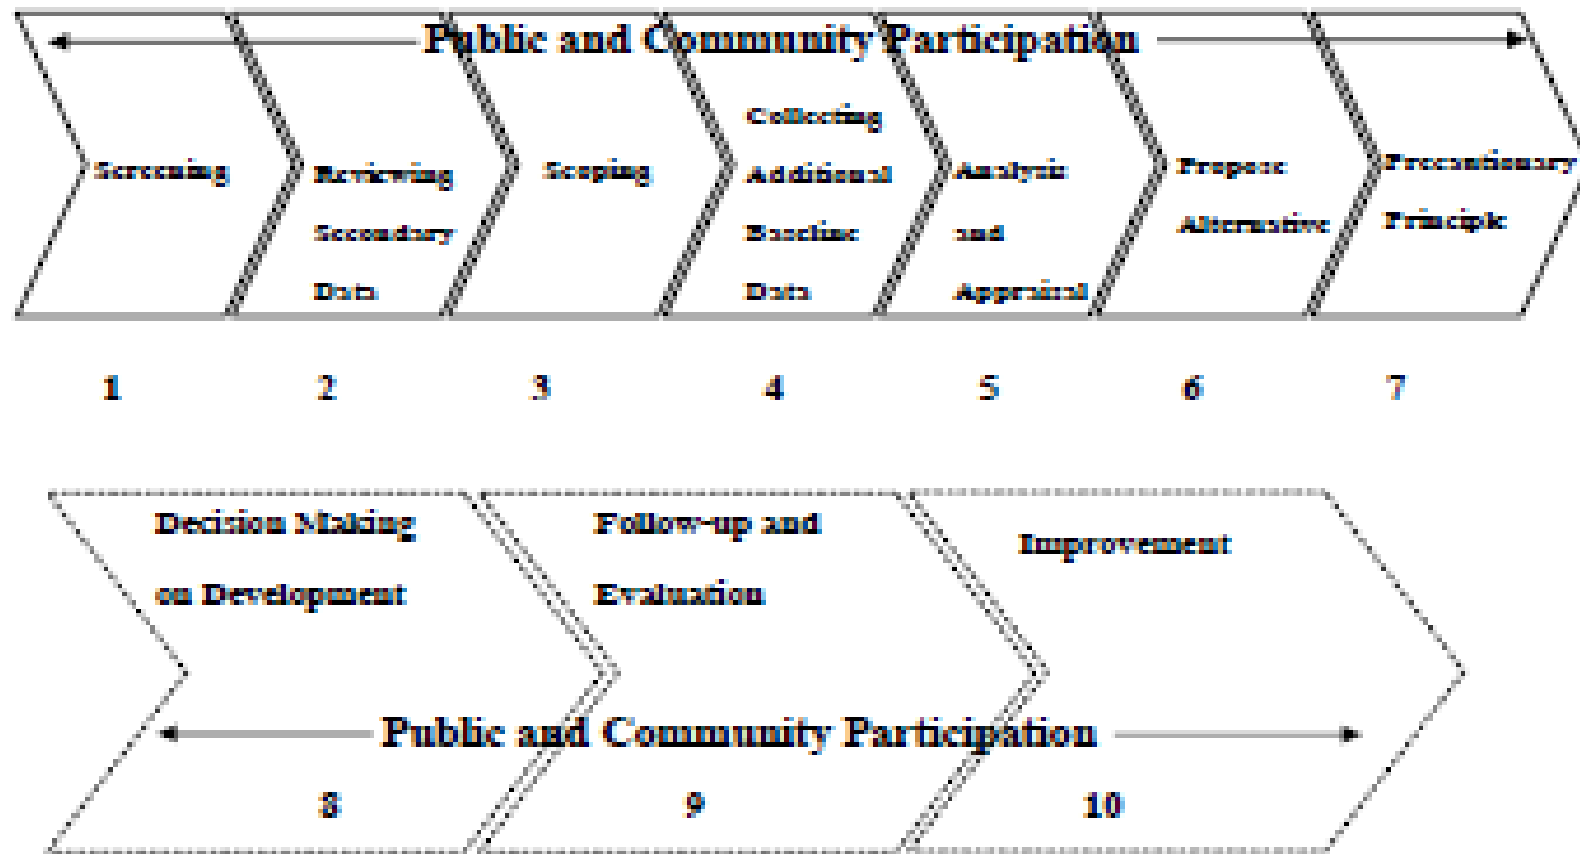 Public and Community Participation
Screening
Reviewing
Secondary
Data
Scoping
Collecting
Additional
Baseline
Data
Analysis
and
Appraisal
Propose
Alternative
Precautionary
Principle
1 2 3 4 5 6 7
Decision Making
on Development
Follow-up and
Evaluation
Improvement
Public and Community Participation
8 9 10